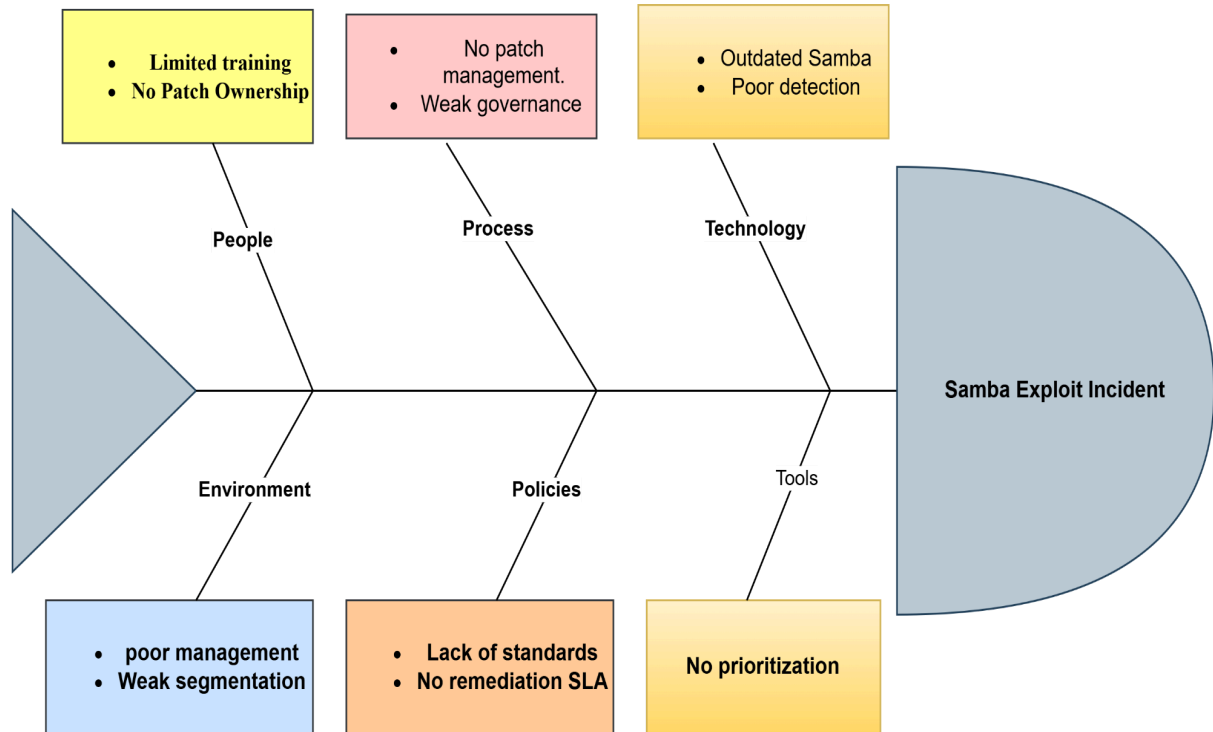 • Limited training
• No Patch Ownership
• No patch
management.
• Weak governance
• Outdated Samba
• Poor detection
People
Process
Technology
Samba Exploit Incident
Environment
Policies
Tools
• poor management
• Weak segmentation
• Lack of standards
• No remediation SLA
No prioritization